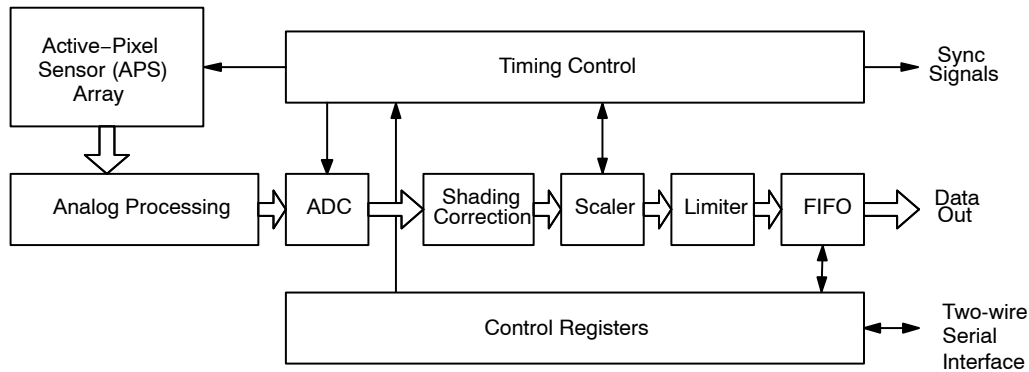 Active–Pixel
Sensor (APS)
Array
Timing Control
Sync
Signals
Analog Processing
ADC
Shading
Correction
Scaler
Limiter
FIFO
Data
Out
Control Registers
Two-wire
Serial
Interface